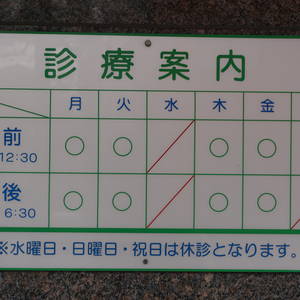 診療案内
月 火 水 木 金
前 ○ ○ ／ ○ ○
12:30
後 ○ ○ ／ ○ ○
6:30
※水曜日・日曜日・祝日は休診となります。